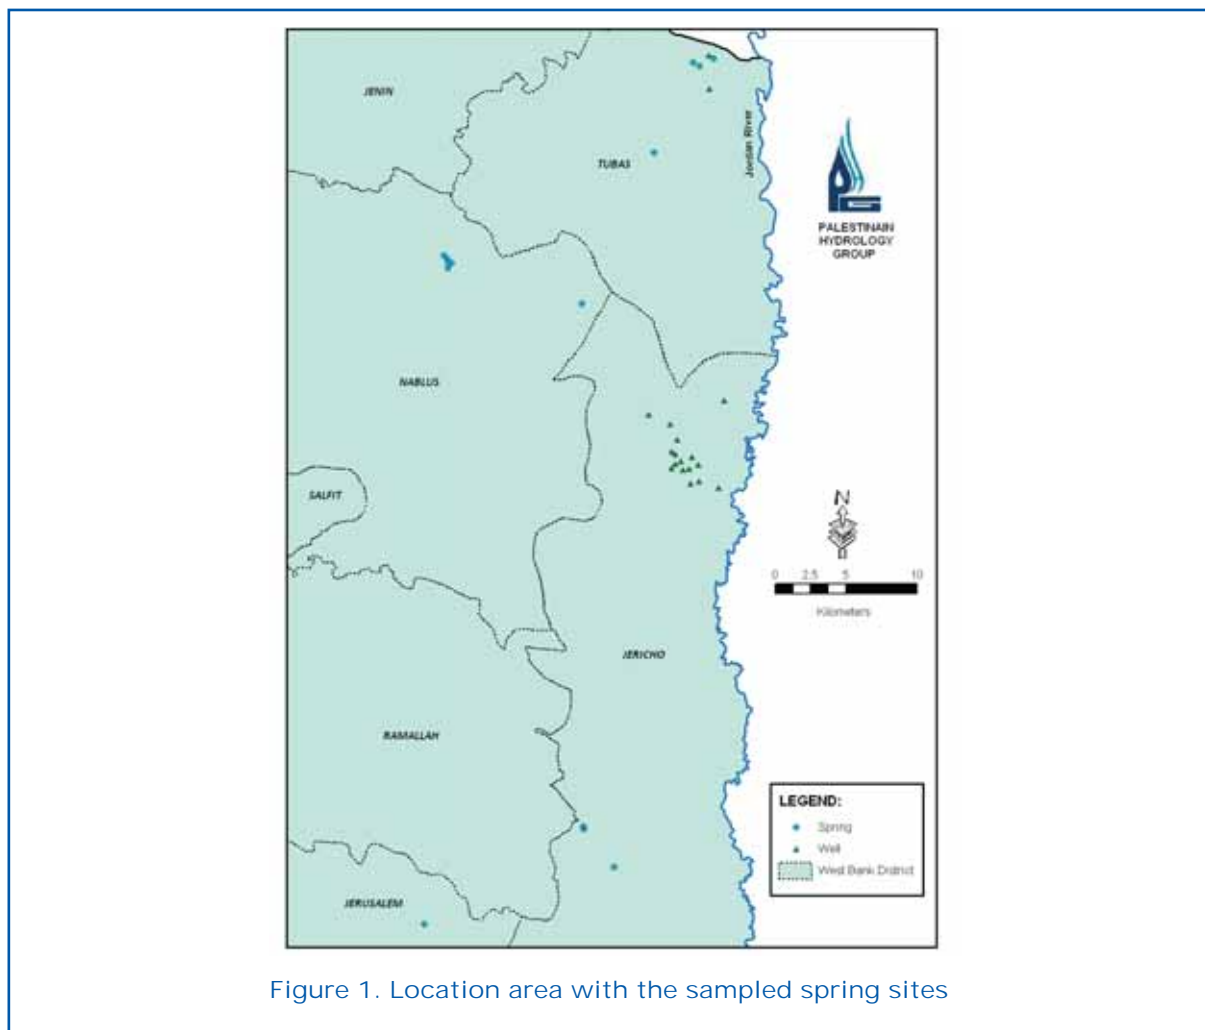 JENIN
TUBAS
Jordan River
PALESTINAIN
HYDROLOGY
GROUP
NABLUS
SALFIT
N
0 2.5 5 10
Kilometers
JERICHO
RAMALLAH
LEGEND:
Spring
Well
West Bank District
JERUSALEM
Figure 1. Location area with the sampled spring sites